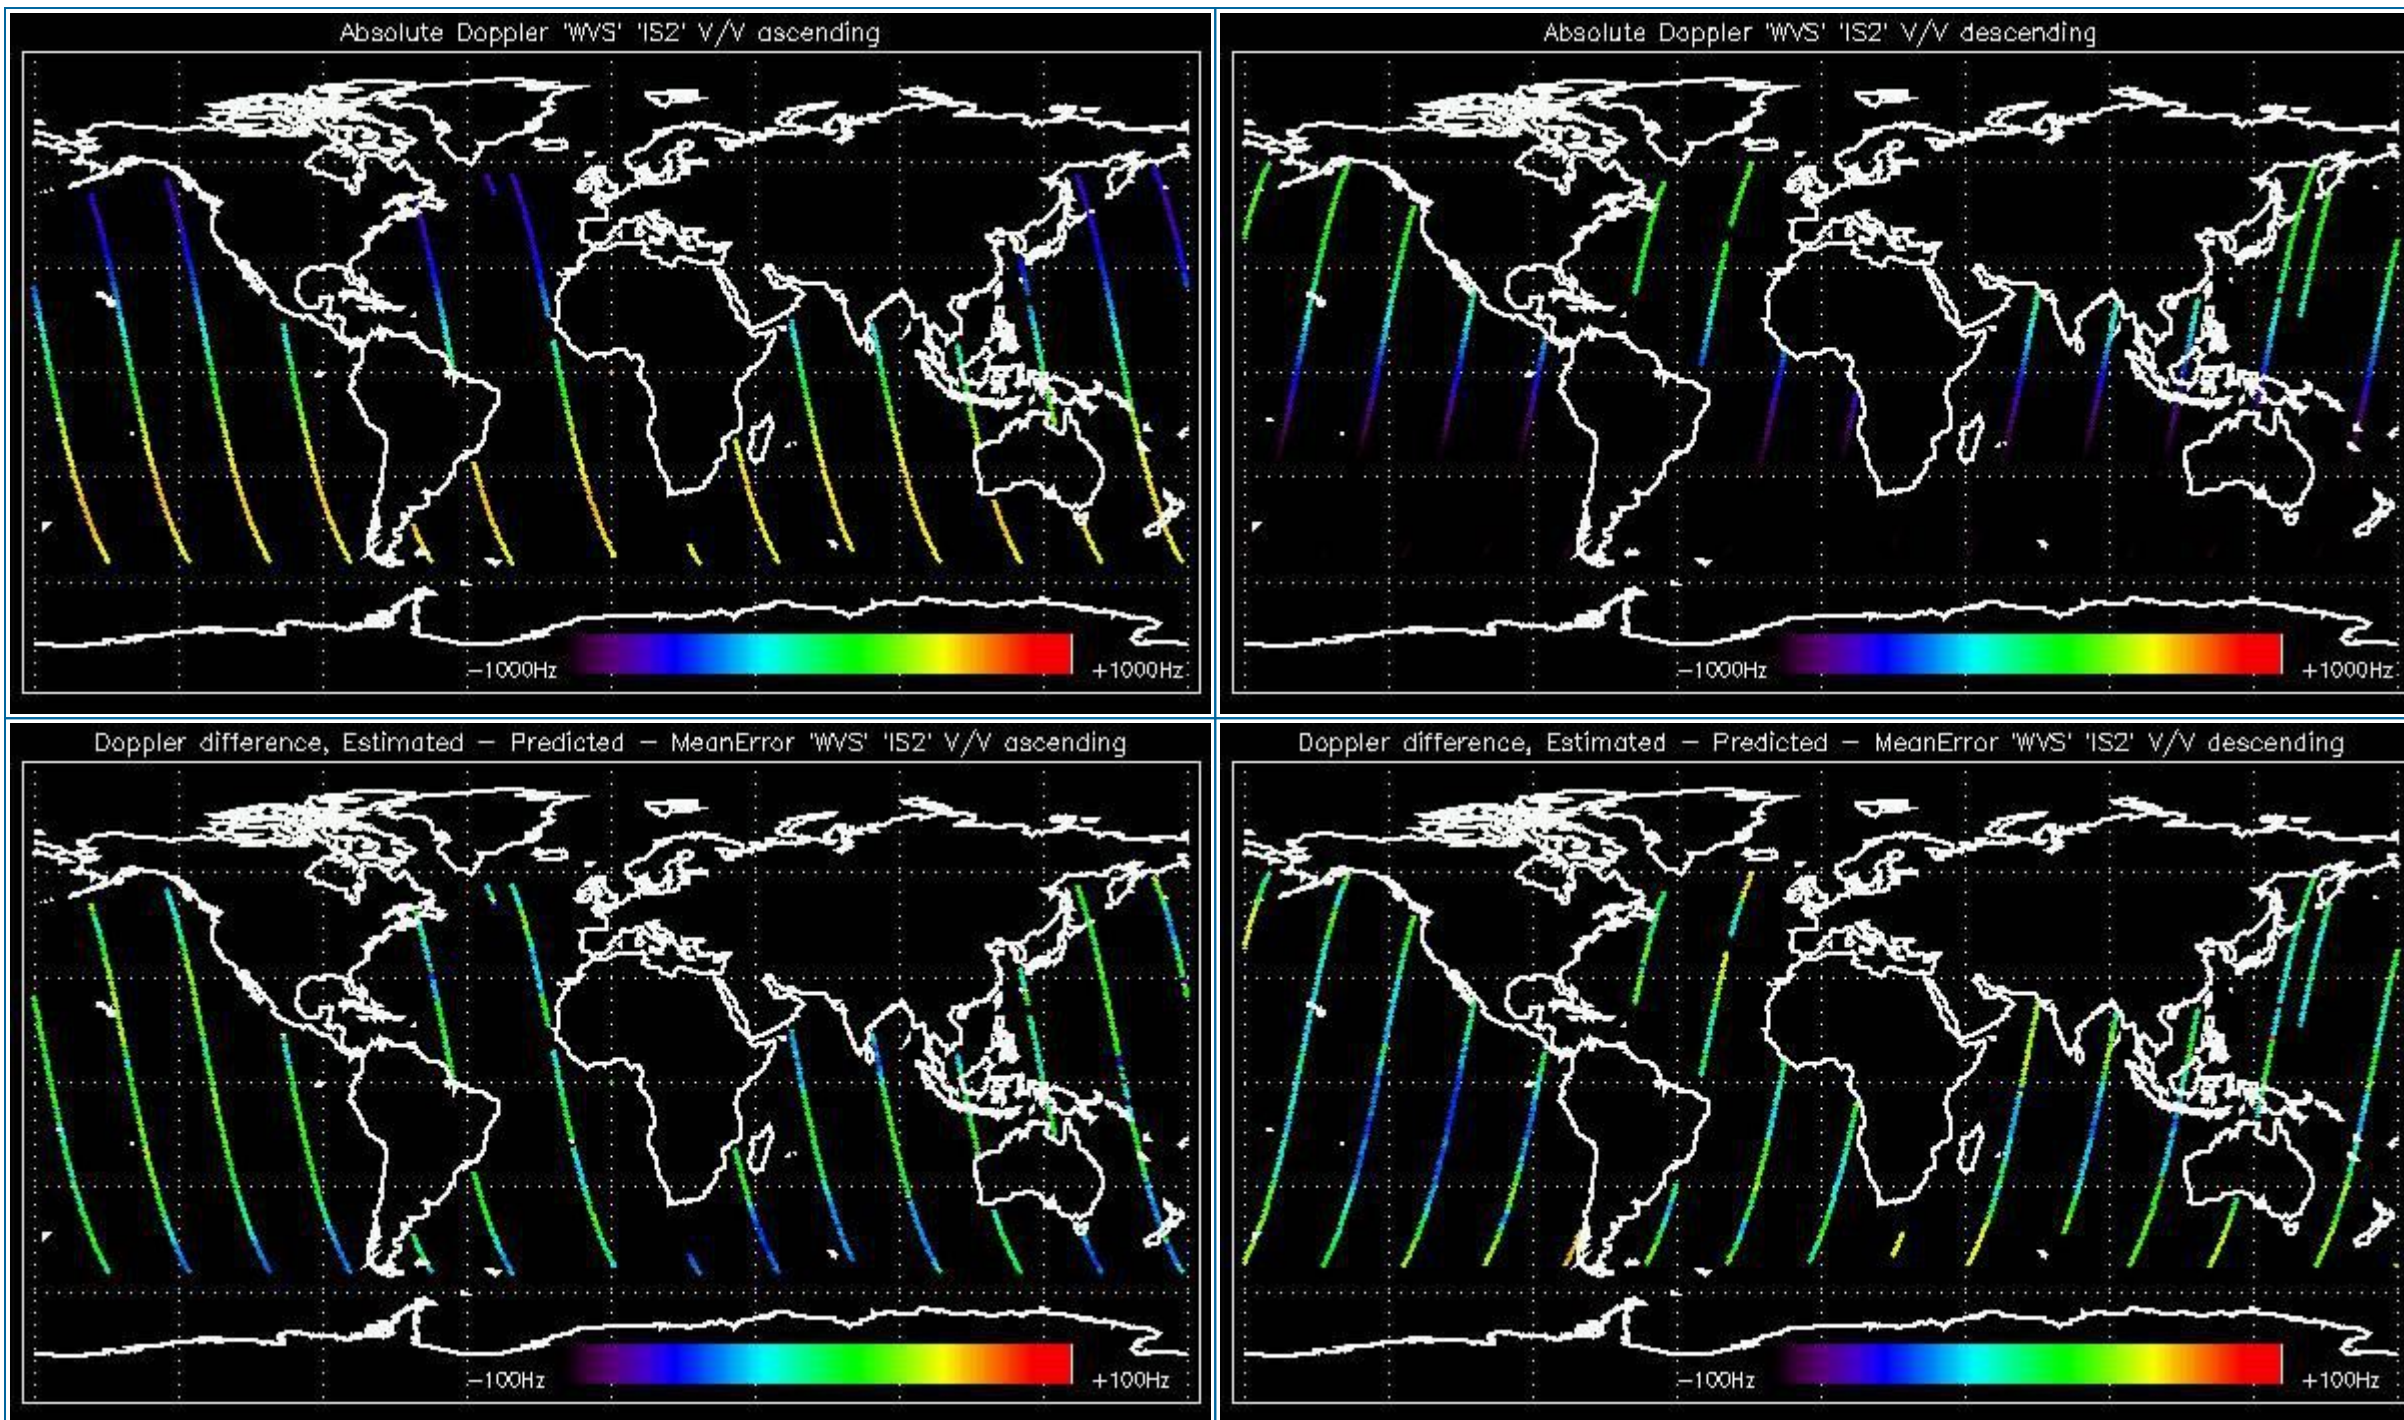 Absolute Doppler 'WVS' 'IS2' V/V ascending
-1000Hz
+1000Hz
Absolute Doppler 'WVS' 'IS2' V/V descending
-1000Hz
+1000Hz
Doppler difference, Estimated - Predicted - MeanError 'WVS' 'IS2' V/V ascending
-100Hz
+100Hz
Doppler difference, Estimated - Predicted - MeanError 'WVS' 'IS2' V/V descending
-100Hz
+100Hz